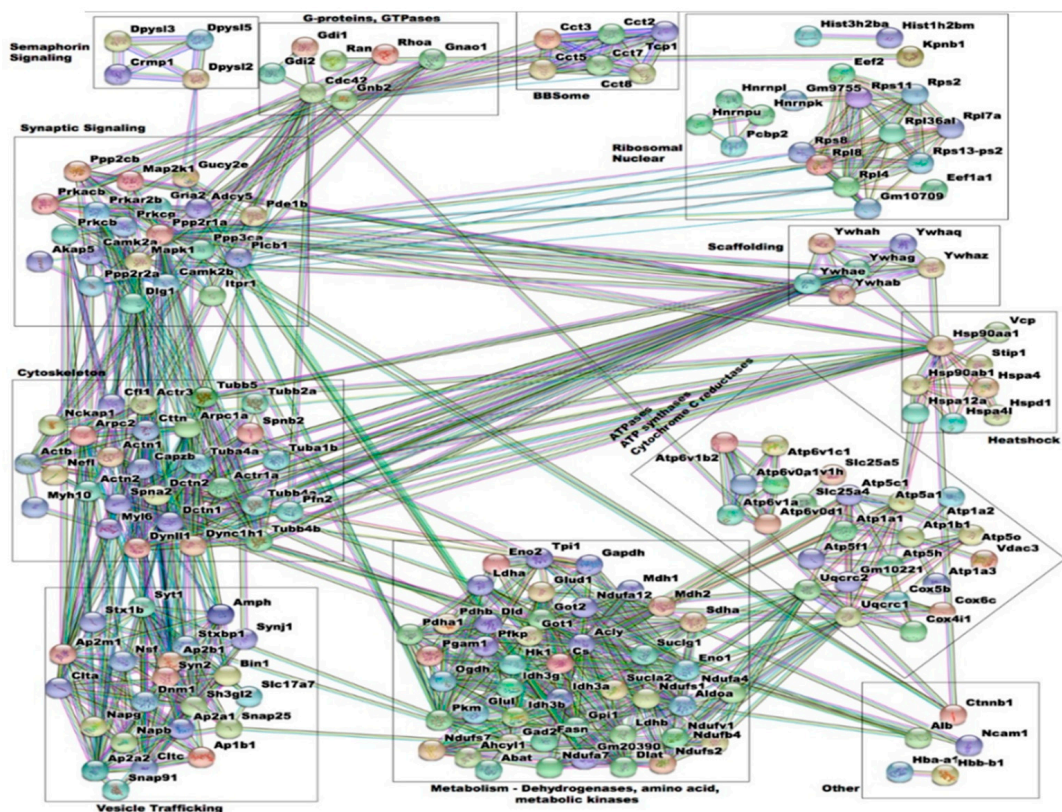 Semaphorin
Signaling
Dpysl3
Dpysl5
Crmp1
Dpysl2
G-proteins, GTPases
Gdi1
Ran
Rhoa
Gnao1
Gdi2
Cdc42
Gnb2
Cct3
Cct2
Cct5
Cct7
Tcp1
Cct8
BBSome
Hist3h2ba
Hist1h2bm
Kpnb1
Eef2
Hnrnpl
Hnrnpk
Gm9755
Rps11
Rps2
Hnrnpu
Pcbp2
Rpl36al
Rpl7a
Rps8
Rpl8
Rps13-ps2
Rpl4
Eef1a1
Gm10709
Ribosomal
Nuclear
Synaptic Signaling
Ppp2cb
Map2k1
Gucy2e
Prkacb
Prkar2b
Gria2
Adcy5
Pde1b
Prkcb
Ppp2r1a
Akap5
Camk2a
Mapk1
Ppp3ca
Plcb1
Ppp2r2a
Camk2b
Itpr1
Dlg1
Scaffolding
Ywhah
Ywhaq
Ywhag
Ywhaz
Ywhae
Ywhab
Hsp90aa1
Vcp
Stip1
Hsp90ab1
Hspa4
Hspd1
Hspa12a
Hspa4l
Heatshock
Cytoskeleton
Cfl1
Actr3
Tubb5
Tubb2a
Nckap1
Arpc2
Cttn
Arpc1a
Spnb2
Actb
Actn1
Tuba1b
Nefl
Capzb
Tuba4a
Actn2
Dctn2
Actr1a
Myh10
Spna2
Tubb4a
Pfn2
Myl6
Dctn1
Dynll1
Dync1h1
Tubb4b
ATPases
ATP synthases
Cytochrome C reductases
Atp6v1b2
Atp6v1c1
Atp6v0a1
v1h
Slc25a5
Atp6v1a
Slc25a4
Atp5c1
Atp5a1
Atp6v0d1
Atp1a2
Atp1a1
Atp1b1
Atp5o
Atp5f1
Atp5h
Vdac3
Gm10221
Atp1a3
Uqcrc2
Cox5b
Cox6c
Uqcrc1
Cox4i1
Stx1b
Syt1
Amph
Ap2m1
Stxbp1
Synj1
Nsf
Ap2b1
Clta
Syn2
Bin1
Dnm1
Slc17a7
Sh3gl2
Napg
Ap2a1
Snap25
Napb
Ap1b1
Ap2a2
Cltc
Snap91
Vesicle Trafficking
Eno2
Tpi1
Gapdh
Ldha
Glud1
Mdh1
Ndufa12
Mdh2
Pdhb
Dld
Got2
Sdha
Pdha1
Got1
Pgam1
Pfkp
Acly
Suclg1
Hk1
Cs
Eno1
Ogdh
Idh3g
Sucla2
Ndufa4
Idh3a
Ndufs1
Aldoa
Pkm
Glul
Idh3b
Gpi1
Ldhb
Ndufv1
Ndufs7
Gad2
Fasn
Ndufb4
Ahcyl1
Gm20390
Ndufs2
Abat
Ndufa7
Dlat
Metabolism - Dehydrogenases, amino acid,
metabolic kinases
Ctnnb1
Alb
Ncam1
Hba-a1
Hbb-b1
Other